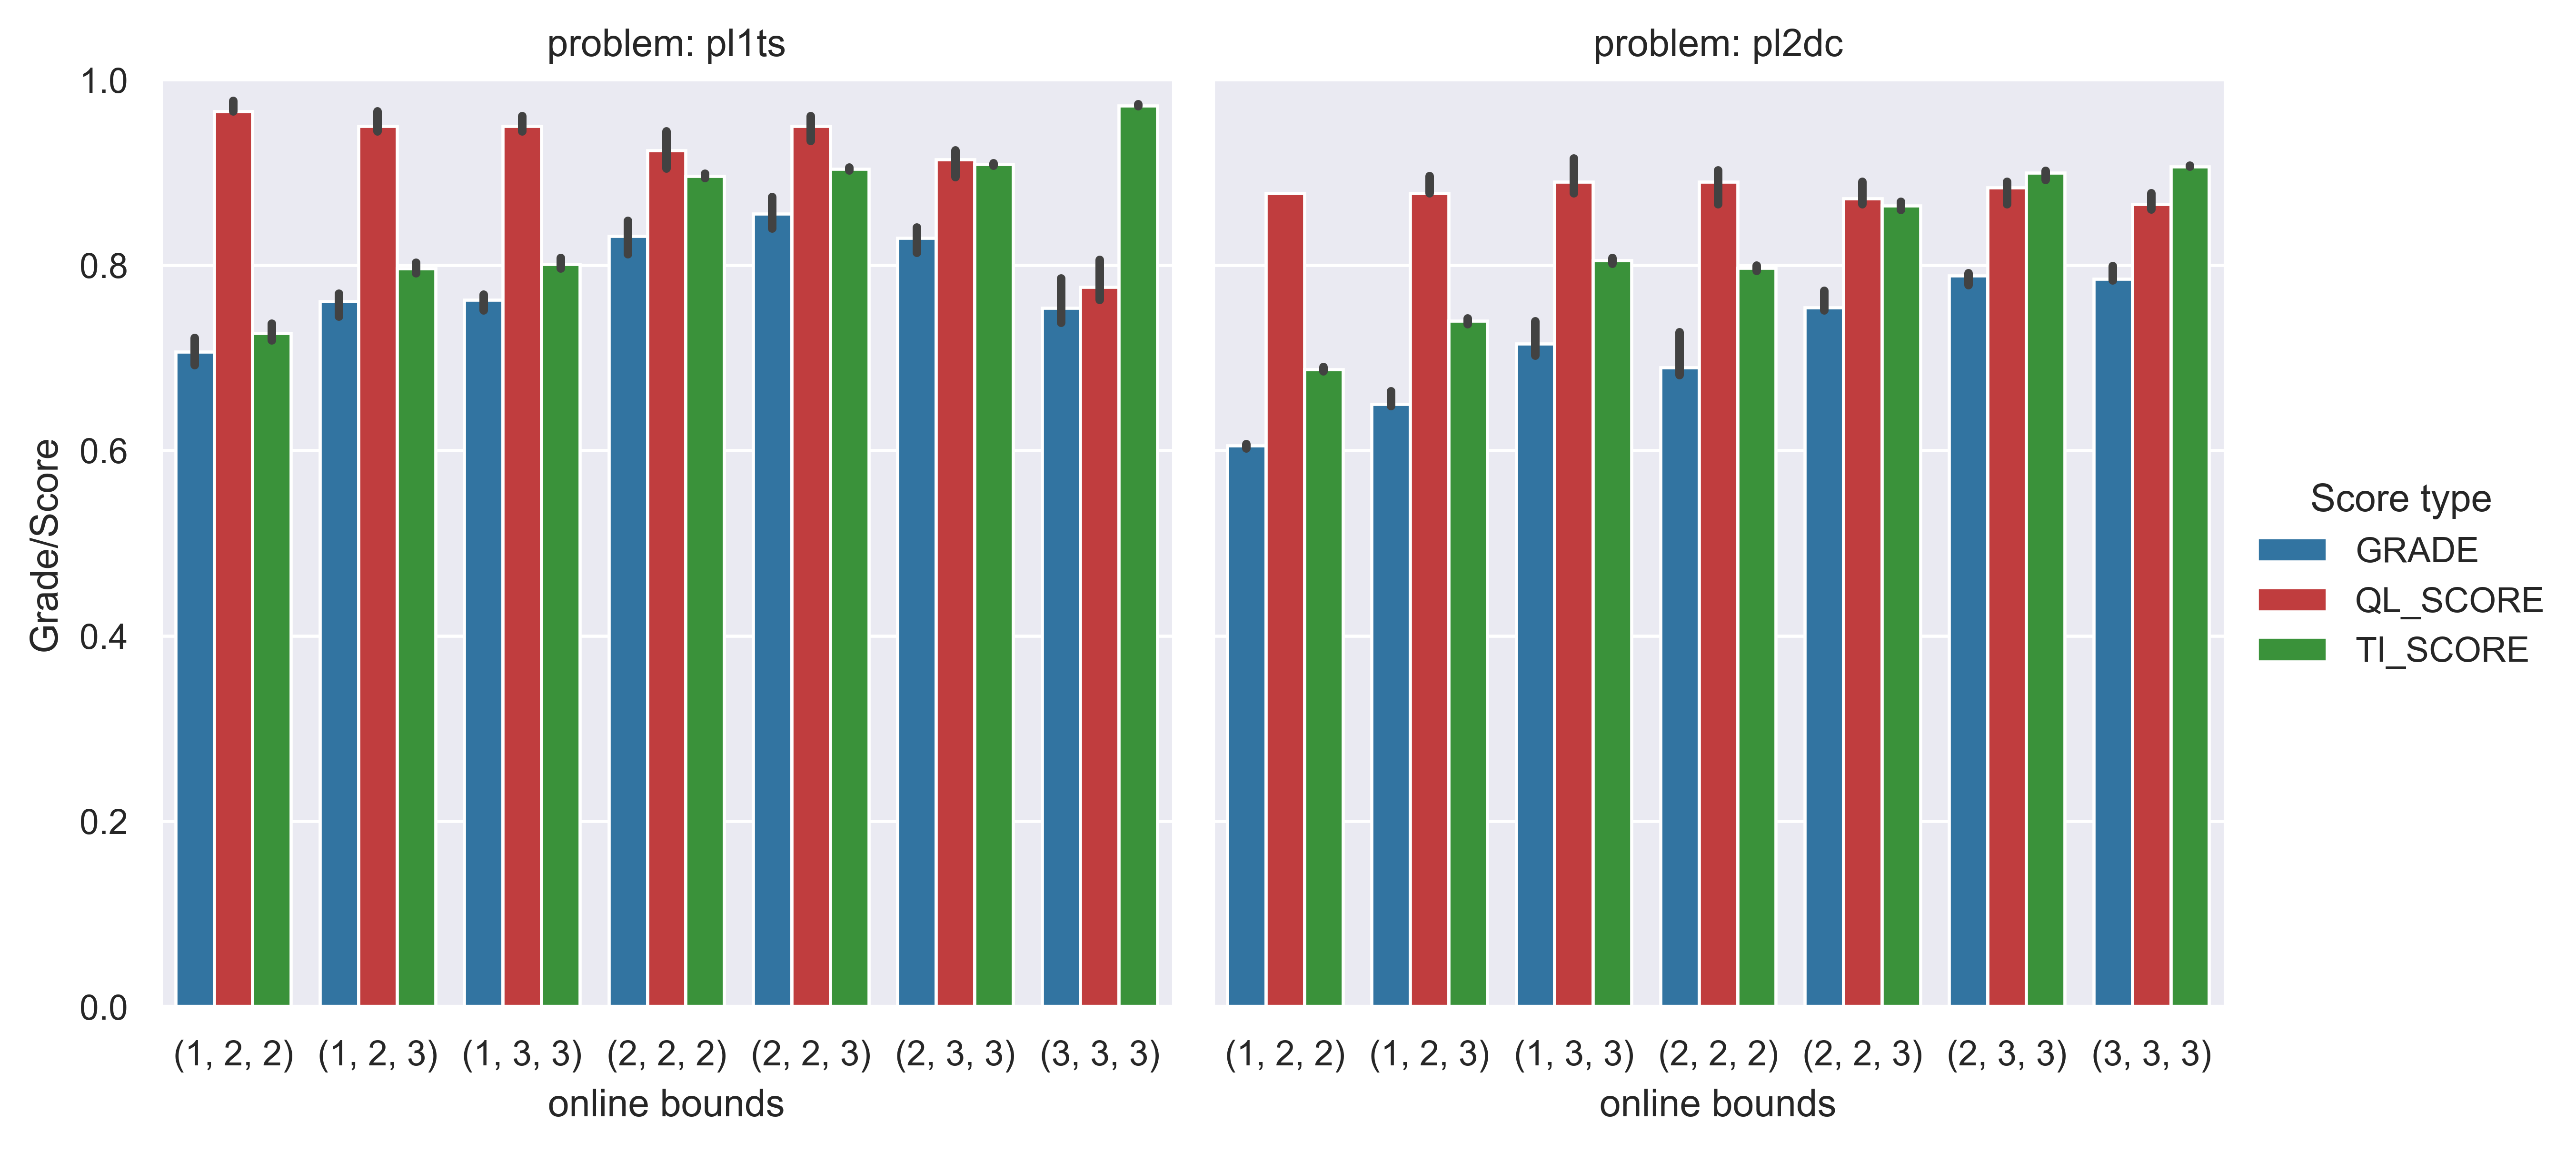 problem: pl1ts
problem: pl2dc
Grade/Score
1.0
0.8
0.6
0.4
0.2
0.0
(1, 2, 2) (1, 2, 3) (1, 3, 3) (2, 2, 2) (2, 2, 3) (2, 3, 3) (3, 3, 3)
online bounds
(1, 2, 2) (1, 2, 3) (1, 3, 3) (2, 2, 2) (2, 2, 3) (2, 3, 3) (3, 3, 3)
online bounds
Score type
GRADE
QL_SCORE
TI_SCORE